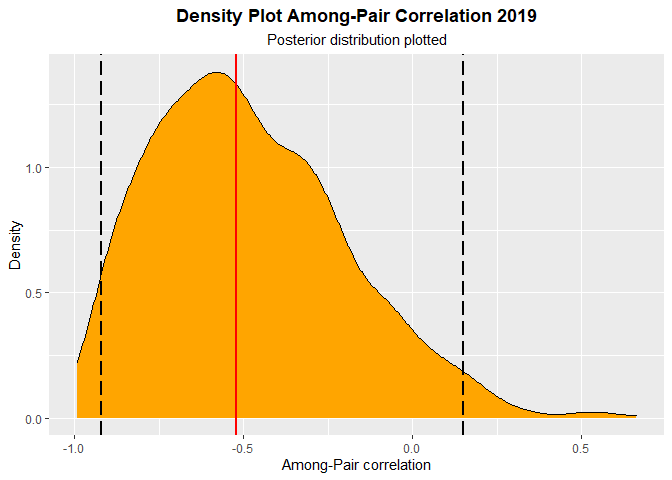 Density Plot Among-Pair Correlation 2019
Posterior distribution plotted
Density
1.0
0.5
0.0
-1.0
-0.5
0.0
0.5
Among-Pair correlation